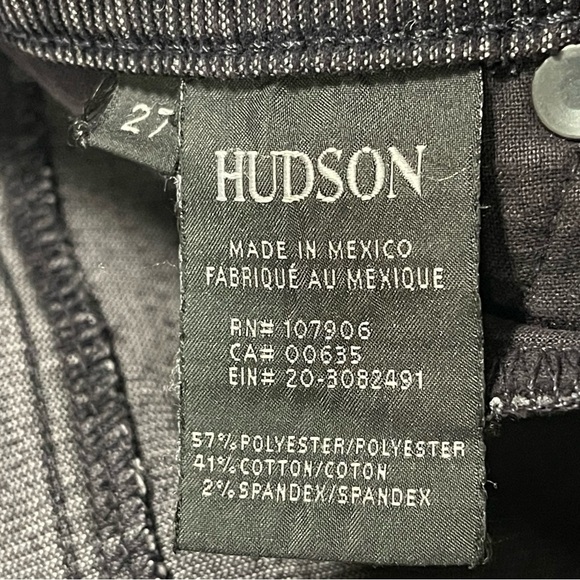 27
HUDSON
MADE IN MEXICO
FABRIQUÉ AU MEXIQUE
RN# 107906
CA# 00635
EIN# 20-3082491
57% POLYESTER/POLYESTER
41% COTTON/COTON
2% SPANDEX/SPANDEX